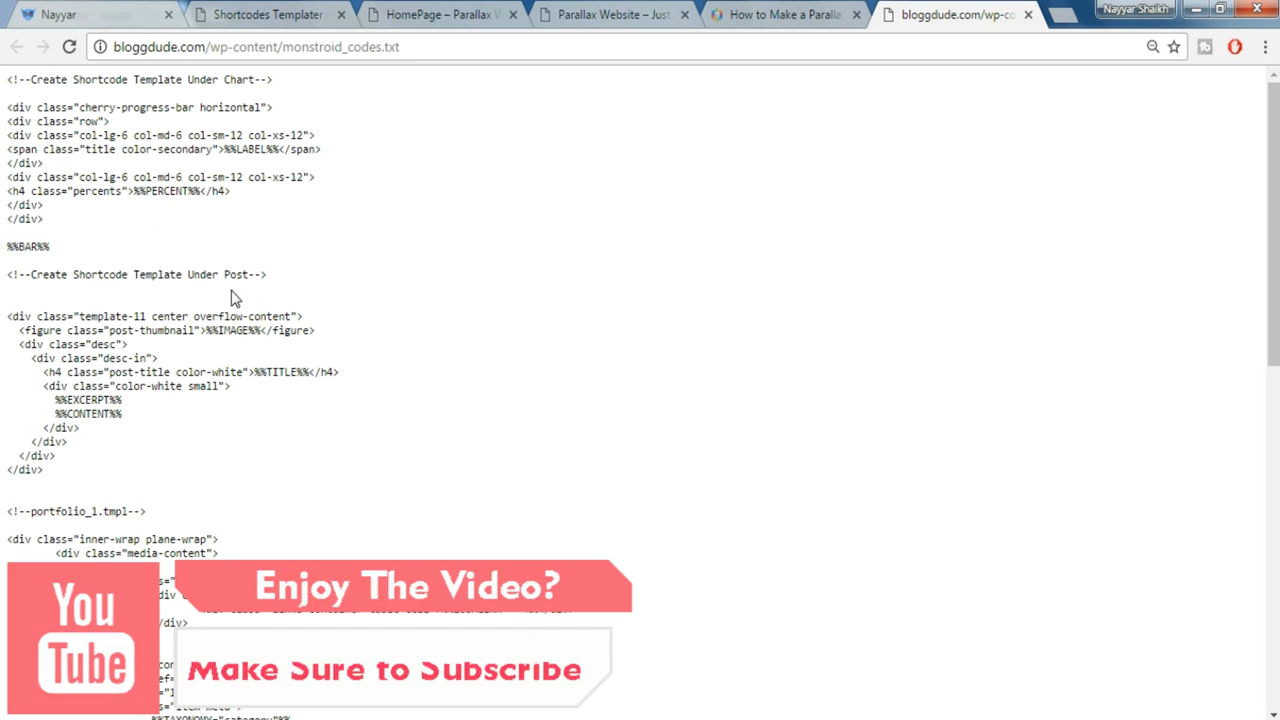 Nayyar
Shortcodes Templater
HomePage – Parallax W
Parallax Website – Just
How to Make a Paralla
bloggdude.com/wp-co
Nayyar Shaikh
bloggdude.com/wp-content/monstroid_codes.txt
<!--Create Shortcode Template Under Chart-->
<div class="cherry-progress-bar horizontal">
<div class="row">
<div class="col-lg-6 col-md-6 col-sm-12 col-xs-12">
<span class="title color-secondary">%%LABEL%%</span>
</div>
<div class="col-lg-6 col-md-6 col-sm-12 col-xs-12">
<h4 class="percents">%%PERCENT%%</h4>
</div>
</div>
%%BAR%%
<!--Create Shortcode Template Under Post-->
<div class="template-11 center overflow-content">
<figure class="post-thumbnail">%%IMAGE%%</figure>
<div class="desc">
<div class="desc-in">
<h4 class="post-title color-white">%%TITLE%%</h4>
<div class="color-white small">
%%EXCERPT%%
%%CONTENT%%
</div>
</div>
</div>
</div>
<!--portfolio_1.tmpl-->
<div class="inner-wrap plane-wrap">
<div class="media-content">
You
Tube
Enjoy The Video?
Make Sure to Subscribe
%%TAXONOMY="category"%%